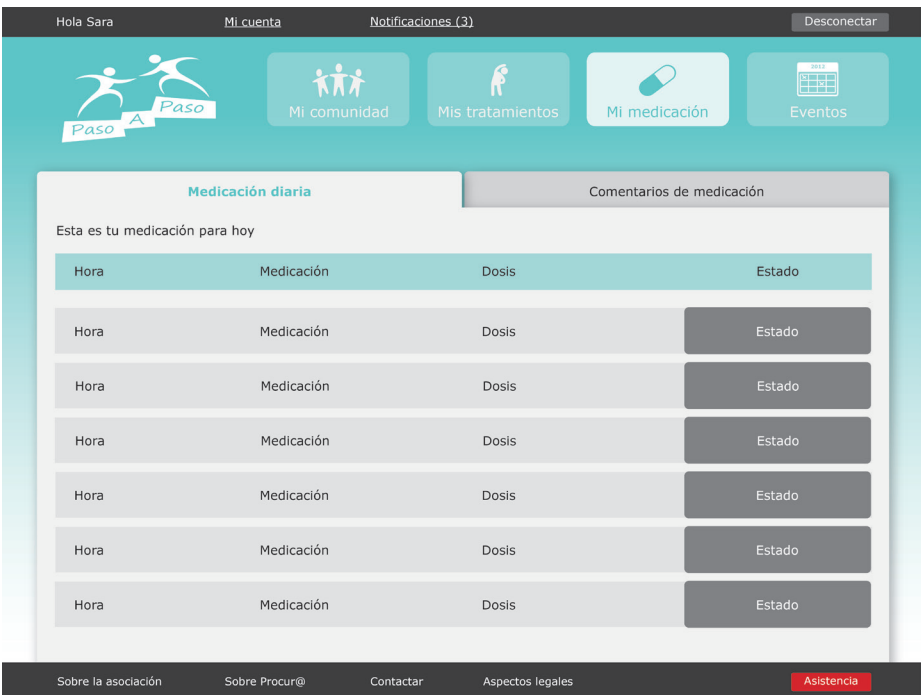 Hola Sara Mi cuenta Notificaciones (3) Desconectar
Paso A Paso
Mi comunidad Mis tratamientos Mi medicación 2012 Eventos
Medicación diaria Comentarios de medicación
Esta es tu medicación para hoy
Hora Medicación Dosis Estado
Hora Medicación Dosis Estado
Hora Medicación Dosis Estado
Hora Medicación Dosis Estado
Hora Medicación Dosis Estado
Hora Medicación Dosis Estado
Hora Medicación Dosis Estado
Sobre la asociación Sobre Procur@ Contactar Aspectos legales Asistencia